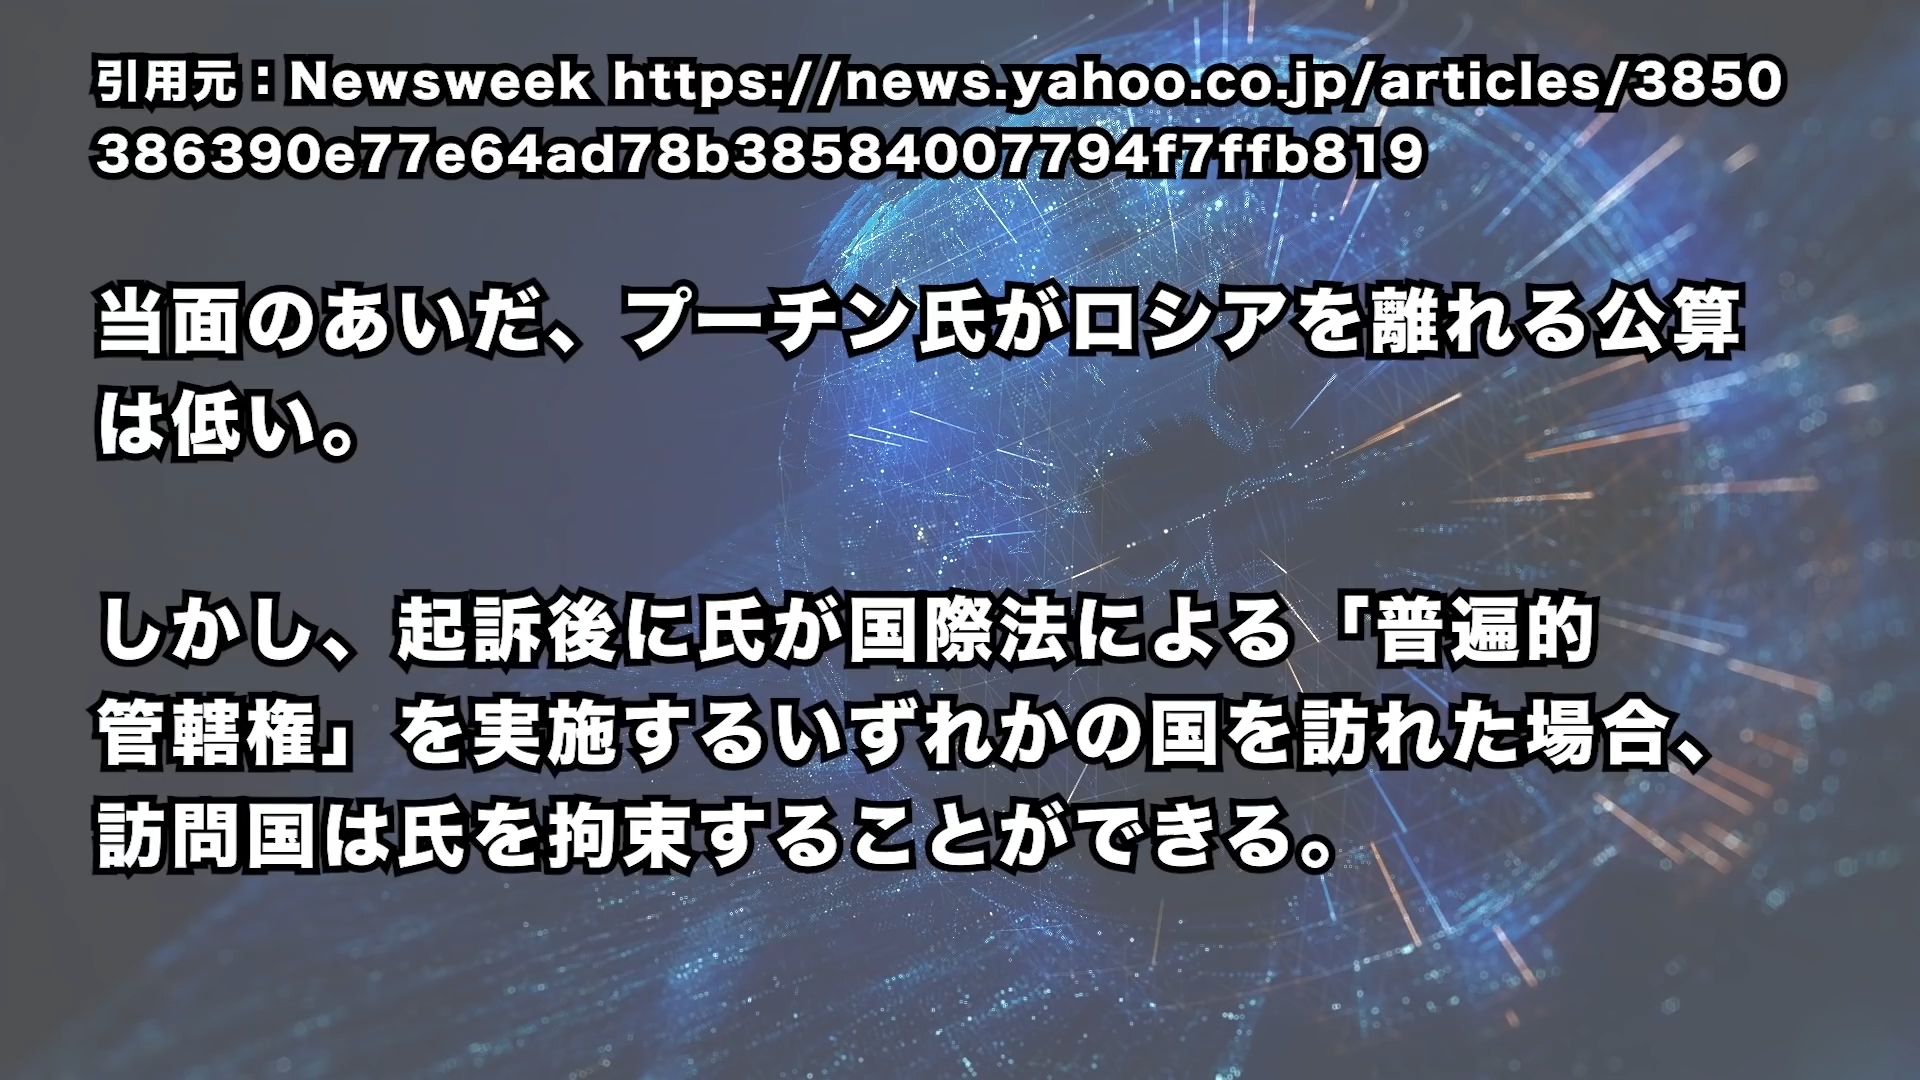 引用元：Newsweek https://news.yahoo.co.jp/articles/3850
386390e77e64ad78b38584007794f7ffb819
当面のあいだ、プーチン氏がロシアを離れる公算
は低い。
しかし、起訴後に氏が国際法による「普遍的
管轄権」を実施するいずれかの国を訪れた場合、
訪問国は氏を拘束することができる。